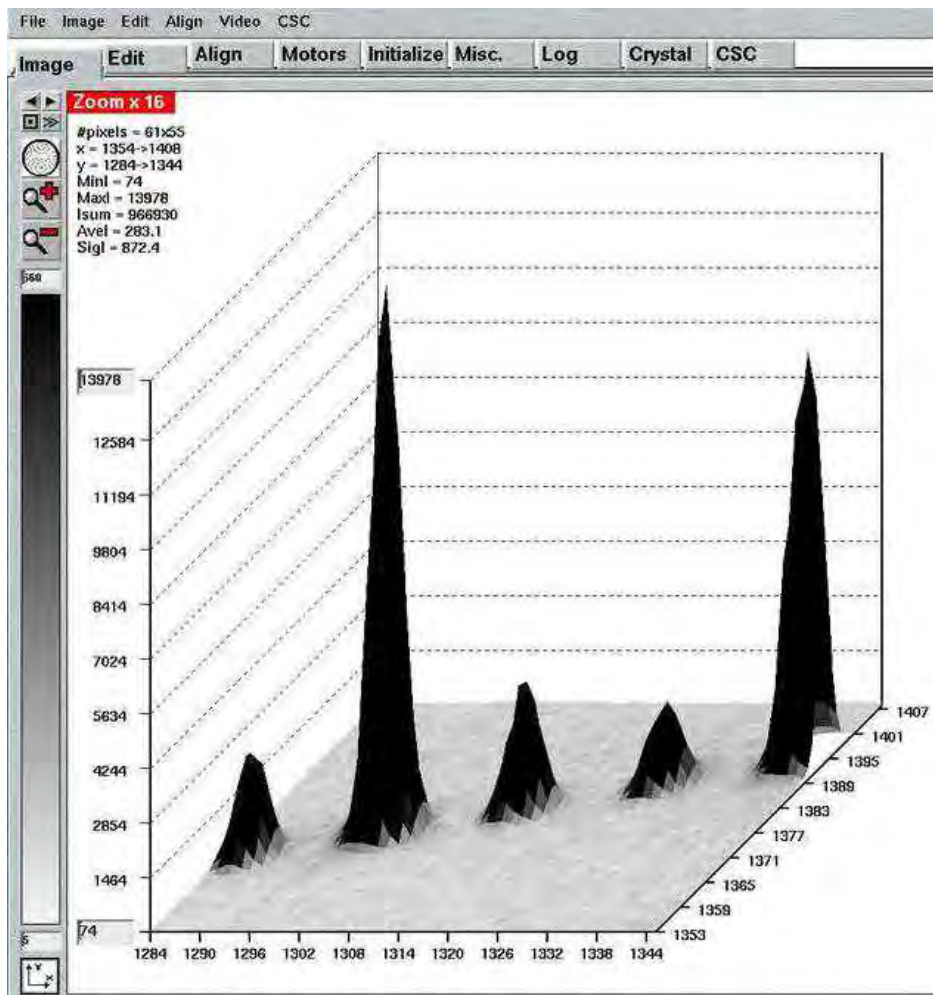 File Image Edit Align Video CSC
Image Edit Align Motors Initialize Misc. Log Crystal CSC
Zoom x 16
#pixels = 61x55
x = 1354->1408
y = 1284->1344
MinI = 74
MaxI = 13978
Isum = 966930
AveI = 283.1
SigI = 872.4
13978
12584
11194
9804
8414
7024
5634
4244
2854
1464
74
1284 1290 1296 1302 1308 1314 1320 1326 1332 1338 1344
1407
1401
1395
1389
1383
1377
1371
1365
1359
1353
5
Y
X